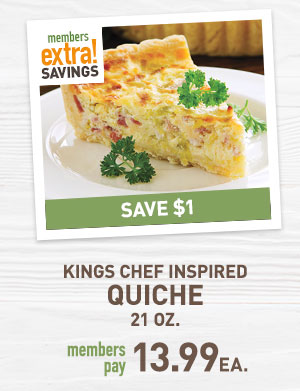 members
extra!
SAVINGS
SAVE $1
KINGS CHEF INSPIRED
QUICHE
21 OZ.
members
pay 13.99EA.